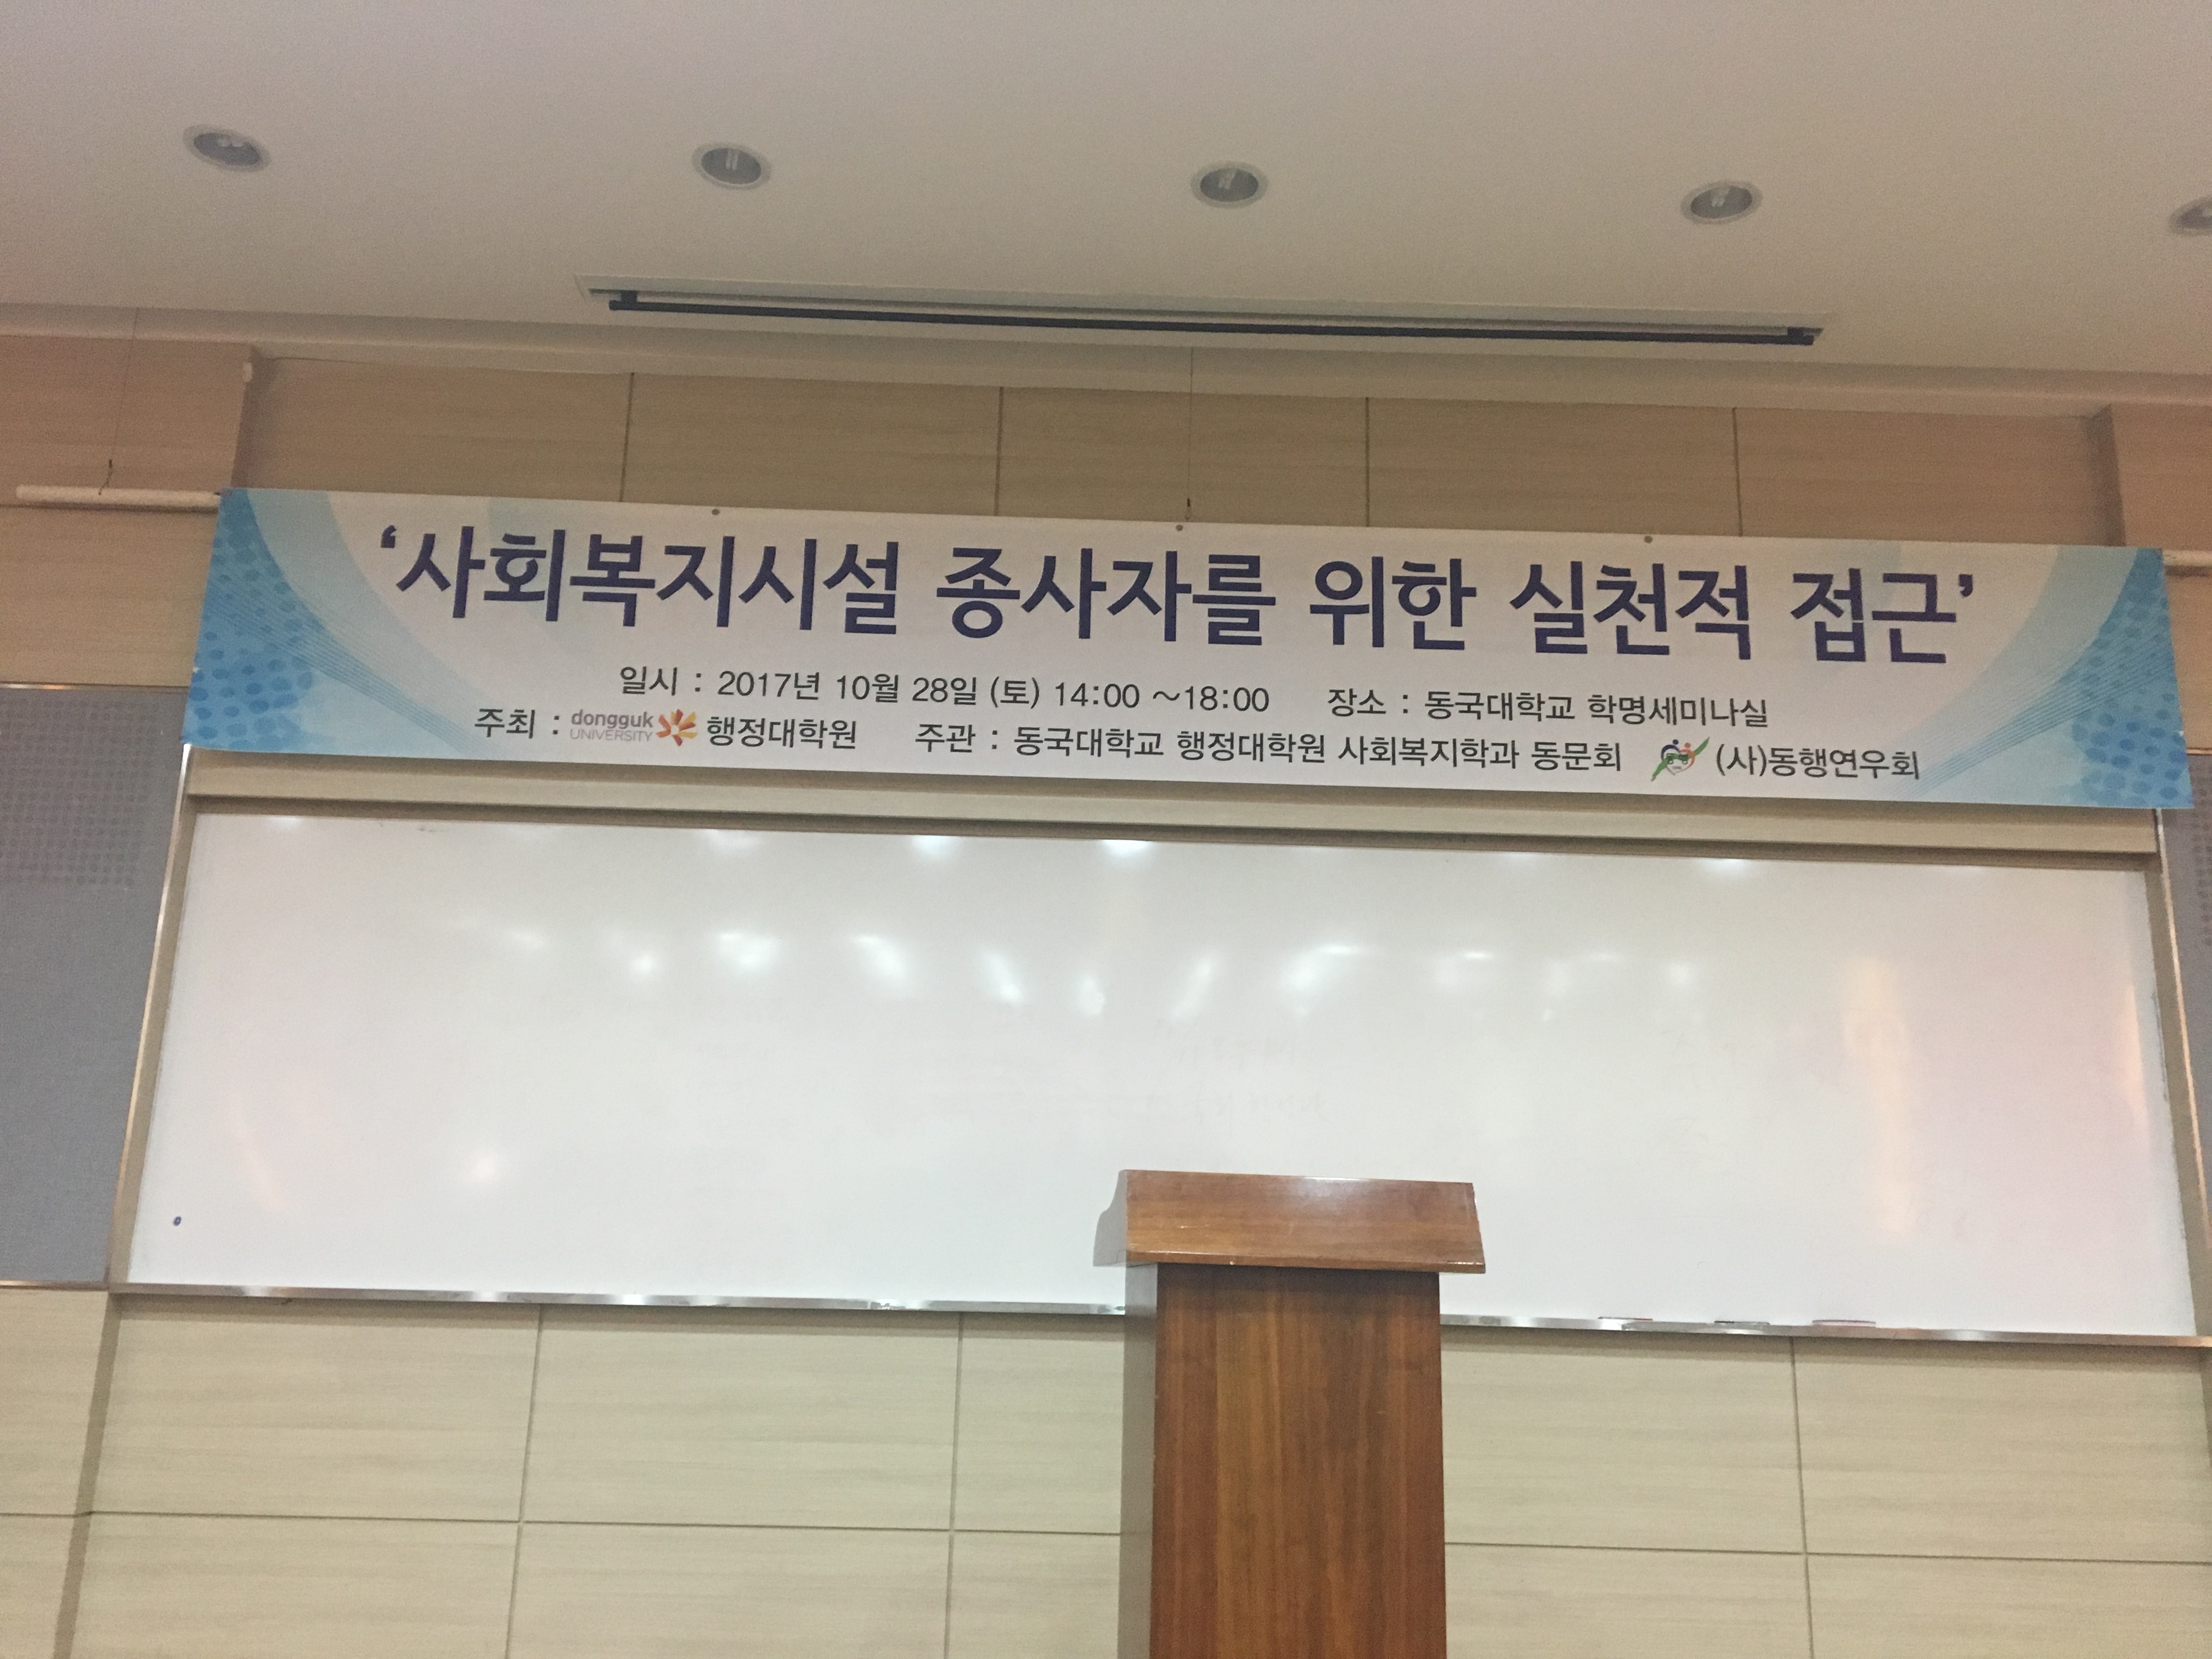 ‘사회복지시설 종사자를 위한 실천적 접근’
일시 : 2017년 10월 28일 (토) 14:00 ~18:00 장소 : 동국대학교 학명세미나실
주최 : dongguk UNIVERSITY 행정대학원 주관 : 동국대학교 행정대학원 사회복지학과 동문회 (사)동행연우회